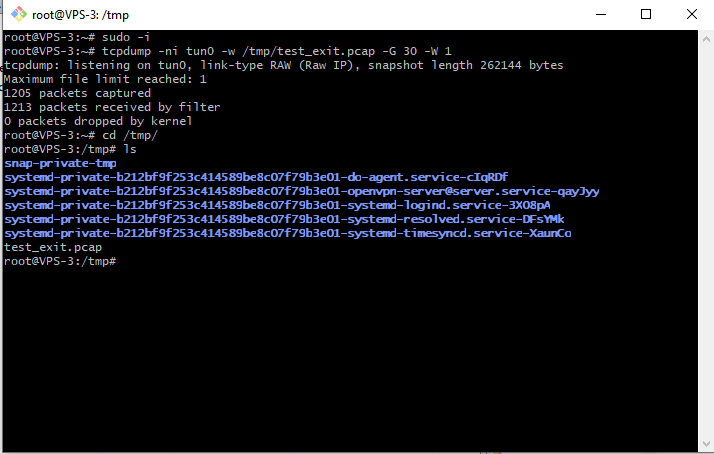 root@VPS-3: /tmp
root@VPS-3:~# sudo -i
root@VPS-3:~# tcpdump -ni tun0 -w /tmp/test_exit.pcap -G 30 -W 1
tcpdump: listening on tun0, link-type RAW (Raw IP), snapshot length 262144 bytes
Maximum file limit reached: 1
1205 packets captured
1213 packets received by filter
0 packets dropped by kernel
root@VPS-3:~# cd /tmp/
root@VPS-3:/tmp# ls
snap-private-tmp
systemd-private-b212bf9f253c414589be8c07f79b3e01-do-agent.service-cIqRDf
systemd-private-b212bf9f253c414589be8c07f79b3e01-openvpn-server@server.service-qayJyy
systemd-private-b212bf9f253c414589be8c07f79b3e01-systemd-logind.service-3XO8pA
systemd-private-b212bf9f253c414589be8c07f79b3e01-systemd-resolved.service-DFsYMk
systemd-private-b212bf9f253c414589be8c07f79b3e01-systemd-timesyncd.service-XaunCo
test_exit.pcap
root@VPS-3:/tmp#